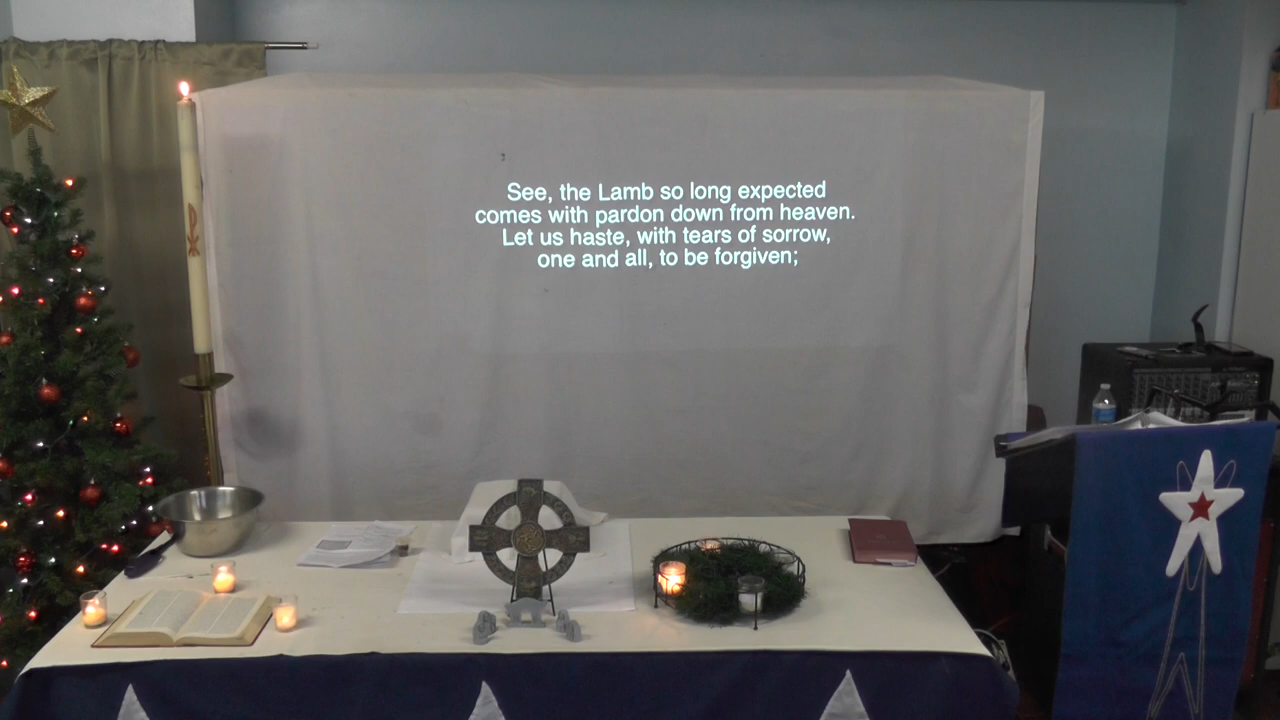 See, the Lamb so long expected
comes with pardon down from heaven.
Let us haste, with tears of sorrow,
one and all, to be forgiven;